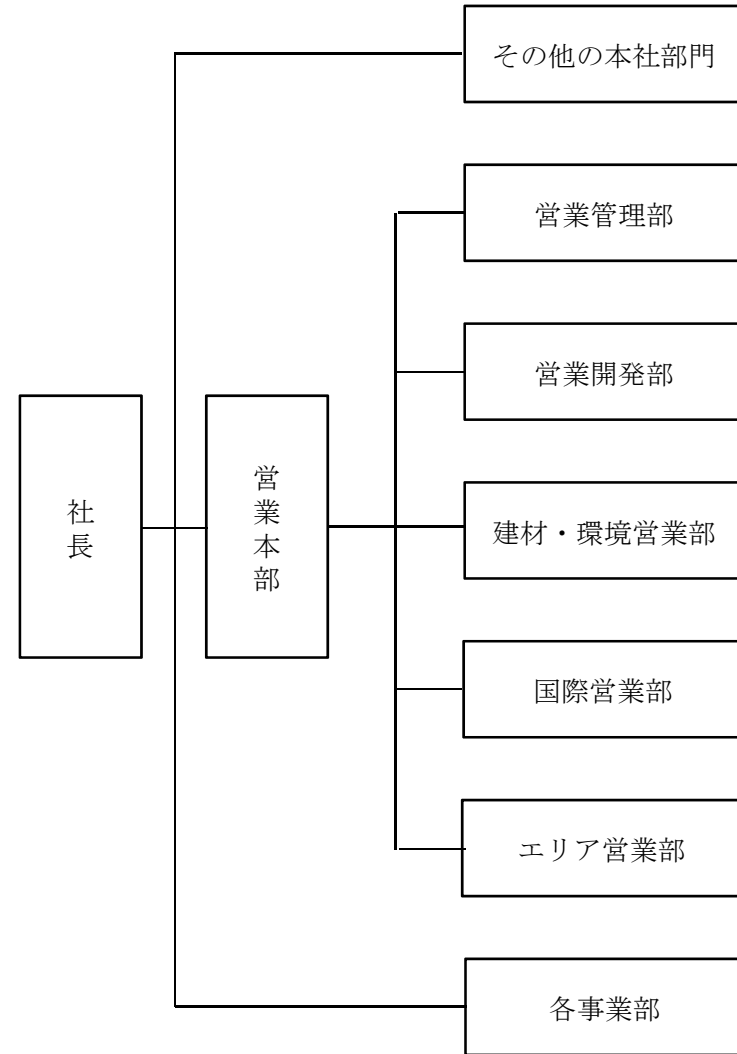 その他の本社部門
営業管理部
営業開発部
社長
営業本部
建材・環境営業部
国際営業部
エリア営業部
各事業部